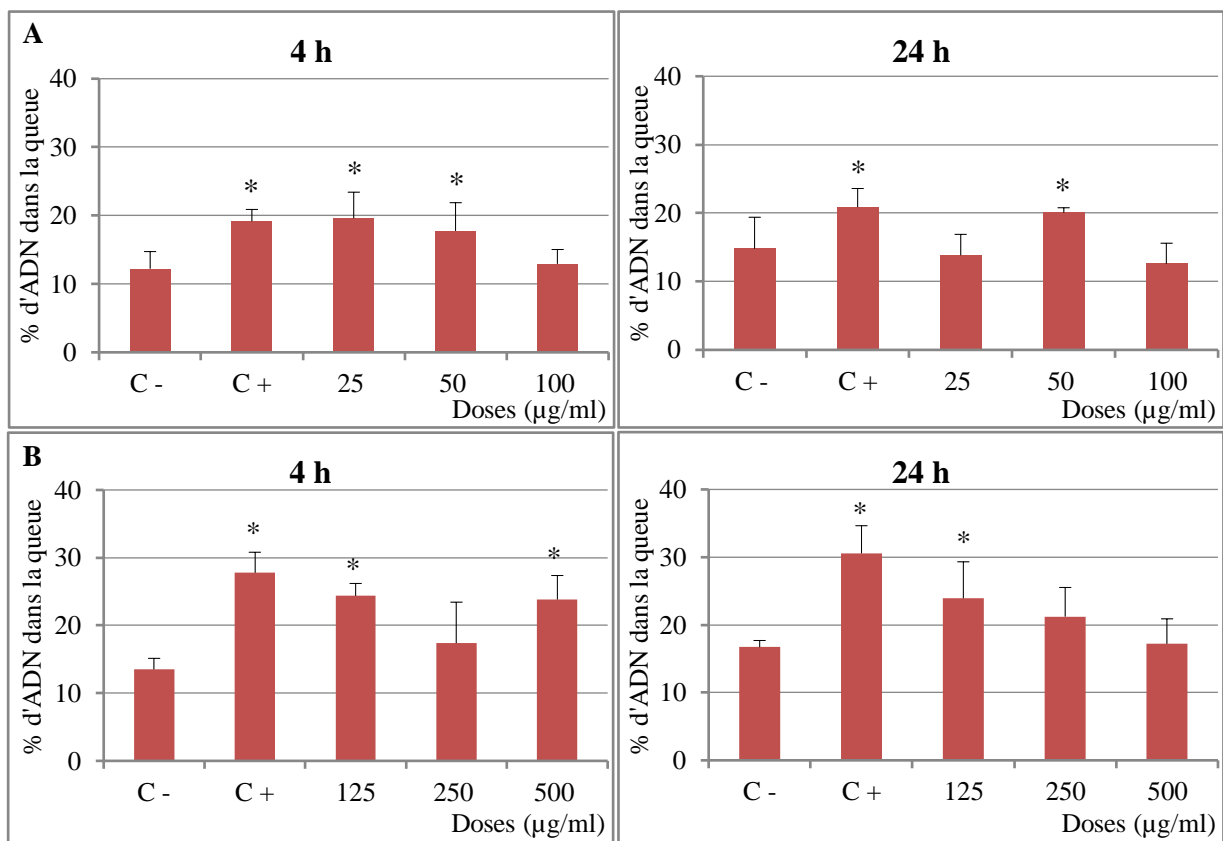 A
4 h
% d'ADN dans la queue
40
30
20
10
0
* * *
C - C + 25 50 100
Doses (µg/ml)
24 h
% d'ADN dans la queue
40
30
20
10
0
* *
C - C + 25 50 100
Doses (µg/ml)
B
4 h
% d'ADN dans la queue
40
30
20
10
0
* * *
C - C + 125 250 500
Doses (µg/ml)
24 h
% d'ADN dans la queue
40
30
20
10
0
* *
C - C + 125 250 500
Doses (µg/ml)